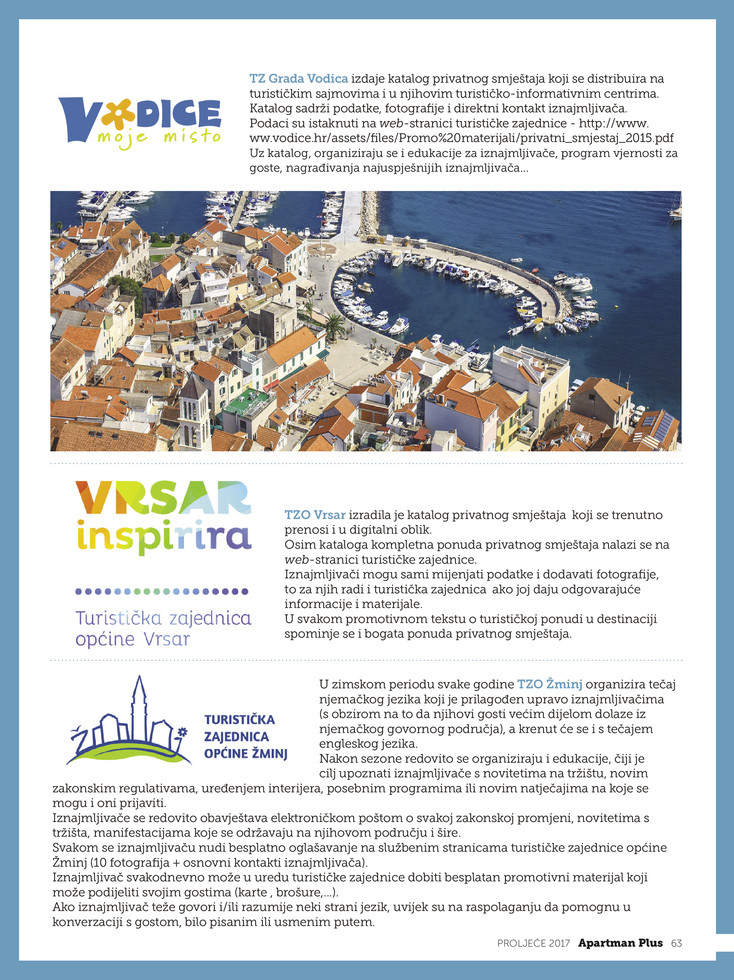 VODICE
moje misto
TZ Grada Vodica izdaje katalog privatnog smještaja koji se distribuira na
turističkim sajmovima i u njihovim turističko-informativnim centrima.
Katalog sadrži podatke, fotografije i direktni kontakt iznajmljivača.
Podaci su istaknuti na web-stranici turističke zajednice - http://www.
ww.vodice.hr/assets/files/Promo%20materijali/privatni_smjestaj_2015.pdf
Uz katalog, organiziraju se i edukacije za iznajmljivače, program vjernosti za
goste, nagrađivanja najuspješnijih iznajmljivača...
VRSAR
inspirira
Turistička zajednica
općine Vrsar
TZO Vrsar izradila je katalog privatnog smještaja koji se trenutno
prenosi i u digitalni oblik.
Osim kataloga kompletna ponuda privatnog smještaja nalazi se na
web-stranici turističke zajednice.
Iznajmljivači mogu sami mijenjati podatke i dodavati fotografije,
to za njih radi i turistička zajednica ako joj daju odgovarajuće
informacije i materijale.
U svakom promotivnom tekstu o turističkoj ponudi u destinaciji
spominje se i bogata ponuda privatnog smještaja.
TURISTIČKA
ZAJEDNICA
OPĆINE ŽMINJ
U zimskom periodu svake godine TZO Žminj organizira tečaj
njemačkog jezika koji je prilagođen upravo iznajmljivačima
(s obzirom na to da njihovi gosti većim dijelom dolaze iz
njemačkog govornog područja), a krenut će se i s tečajem
engleskog jezika.
Nakon sezone redovito se organiziraju i edukacije, čiji je
cilj upoznati iznajmljivače s novitetima na tržištu, novim
zakonskim regulativama, uređenjem interijera, posebnim programima ili novim natječajima na koje se
mogu i oni prijaviti.
Iznajmljivače se redovito obavještava elektroničkom poštom o svakoj zakonskoj promjeni, novitetima s
tržišta, manifestacijama koje se održavaju na njihovom području i šire.
Svakom se iznajmljivaču nudi besplatno oglašavanje na službenim stranicama turističke zajednice općine
Žminj (10 fotografija + osnovni kontakti iznajmljivača).
Iznajmljivač svakodnevno može u uredu turističke zajednice dobiti besplatan promotivni materijal koji
može podijeliti svojim gostima (karte , brošure,...).
Ako iznajmljivač teže govori i/ili razumije neki strani jezik, uvijek su na raspolaganju da pomognu u
konverzaciji s gostom, bilo pisanim ili usmenim putem.
PROLJEĆE 2017 Apartman Plus 63